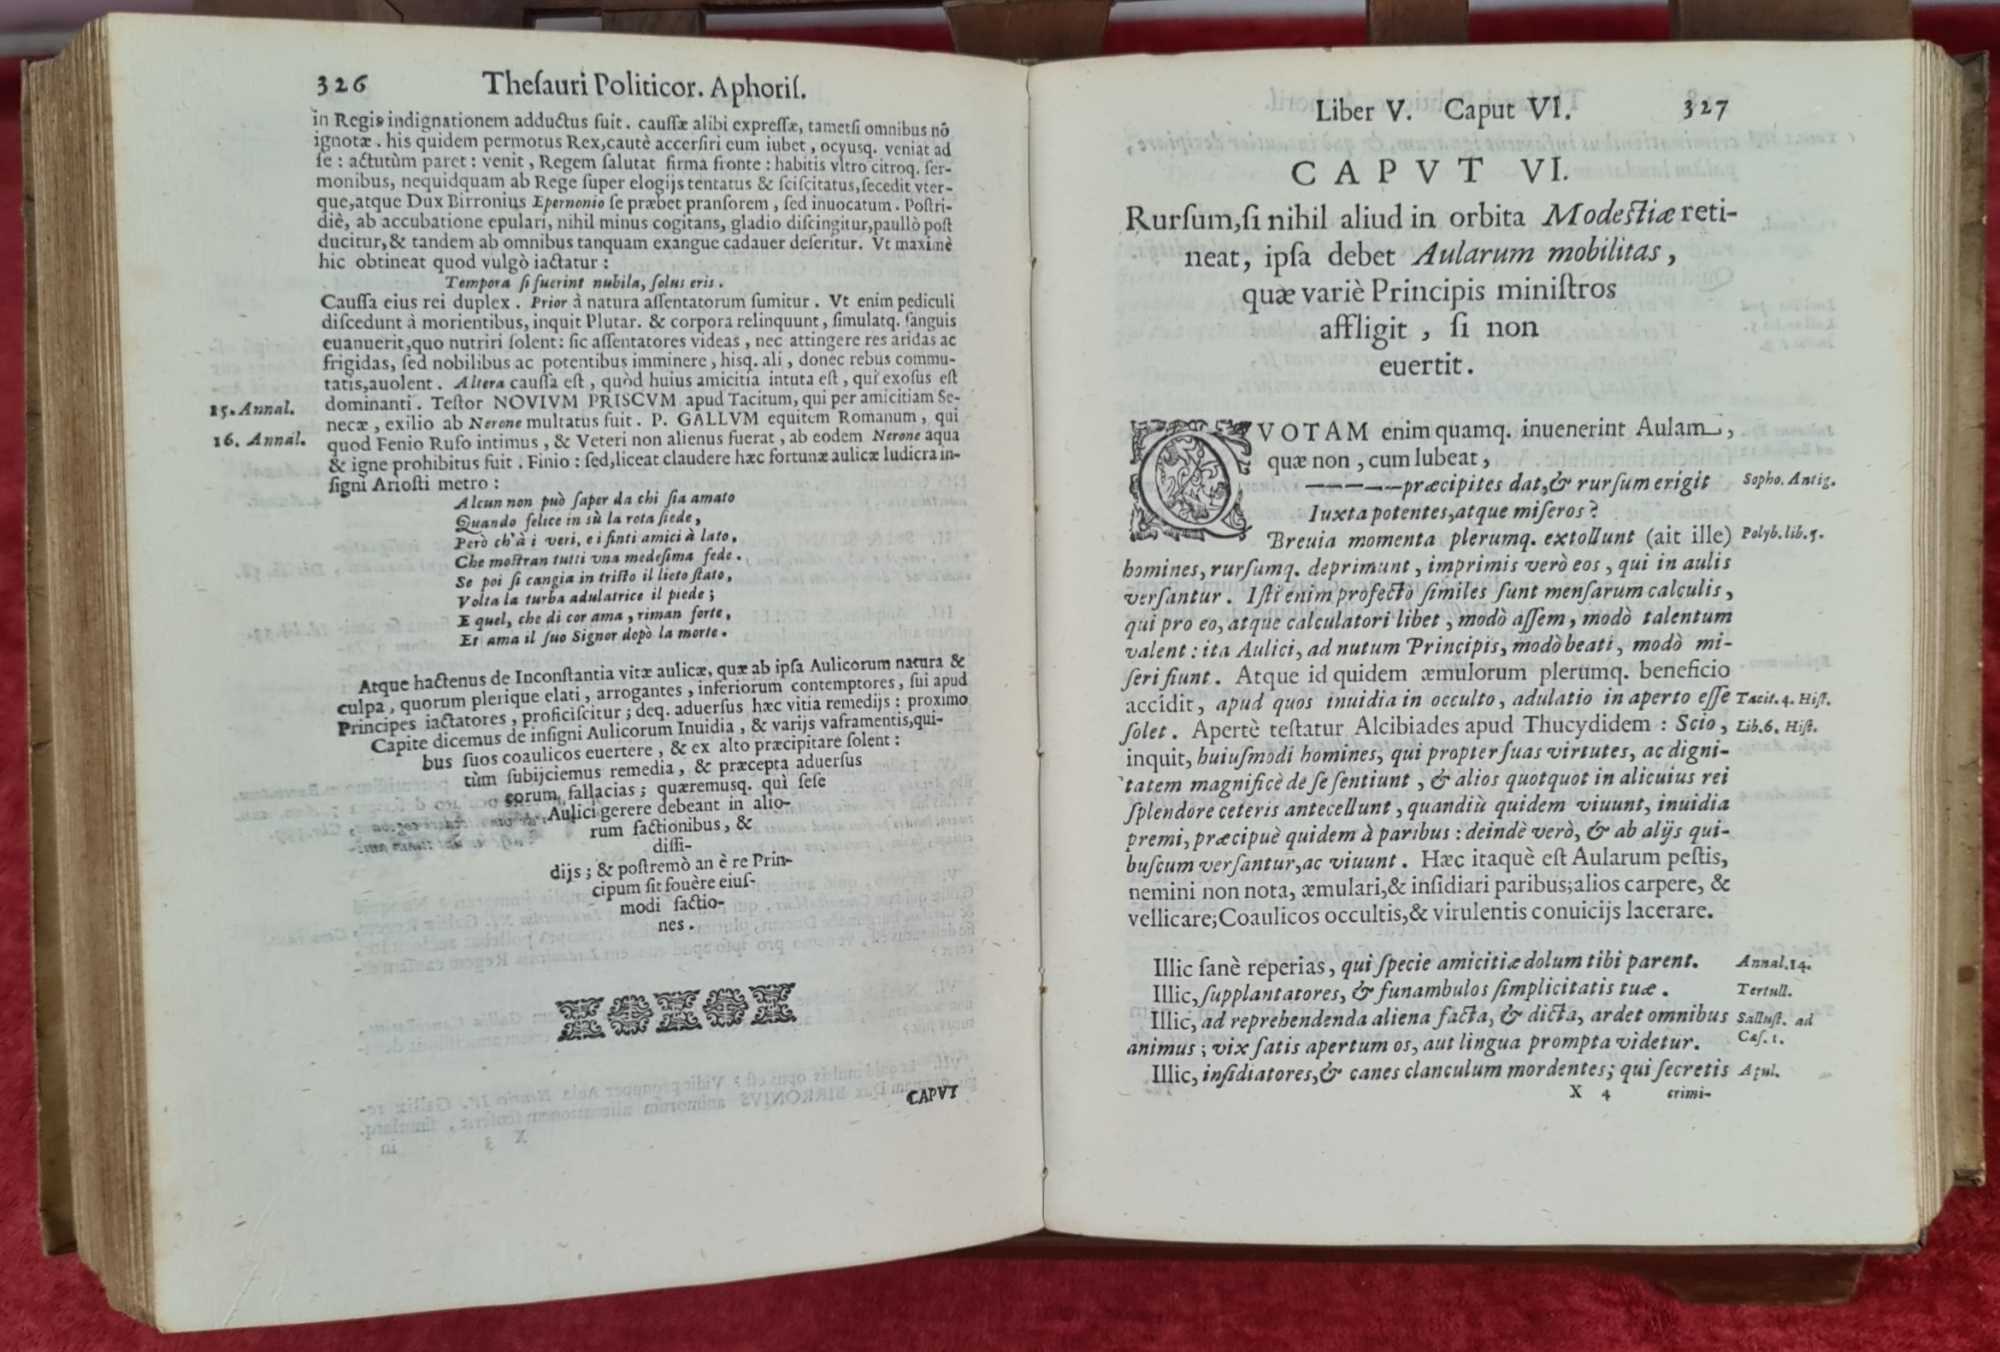 326 Theſauri Politicor. Aphoriſ.
in Regis indignationem adductus fuit. cauſſæ alibi expreſſæ, tametſi omnibus nō
ignotæ. his quidem permotus Rex, cautè accerſiri eum iubet, ocyusq. veniat ad
ſe: actutùm paret: venit, Regem ſalutat firma fronte: habitis vltro citroq. ſer-
monibus, nequidquam ab Rege ſuper elogijs tentatus & ſciſcitatus, ſecedit vter-
que, atque Dux Birronius Epernonio ſe præbet pranſorem, ſed inuocatum. Poſtri-
diè, ab accubatione epulari, nihil minus cogitans, gladio diſcingitur, paullò poſt
ducitur, & tandem ab omnibus tanquam exangue cadauer deſeritur. Vt maximè
hic obtineat quod vulgò iactatur:
Tempora ſi fuerint nubila, ſolus eris.
Cauſſa eius rei duplex. Prior à natura aſſentatorum ſumitur. Vt enim pediculi
diſcedunt à morientibus, inquit Plutar. & corpora relinquunt, ſimulatq. ſanguis
euanuerit, quo nutriri ſolent: ſic aſſentatores videas, nec attingere res aridas ac
frigidas, ſed nobilibus ac potentibus imminere, hisq. ali, donec rebus commu-
tatis, auolent. Altera cauſſa eſt, quòd huius amicitia intuta eſt, qui exoſus eſt
dominanti. Teſtor NOVIVM PRISCVM apud Tacitum, qui per amicitiam Se-
15. Annal.
necæ, exilio ab Nerone multatus fuit. P. GALLVM equitem Romanum, qui
16. Annal.
quod Fenio Rufo intimus, & Veteri non alienus fuerat, ab eodem Nerone aqua
& igne prohibitus fuit. Finio: ſed, liceat claudere hæc fortunæ aulicæ ludicra in-
ſigni Arioſti metro:
Alcun non può ſaper da chi ſia amato
Quando felice in sù la rota ſiede,
Però ch'à i veri, e i finti amici à lato,
Che moſtran tutti vna medeſima fede.
Se poi ſi cangia in triſto il lieto ſtato,
Volta la turba adulatrice il piede;
E quel, che di cor ama, riman forte,
Et ama il ſuo Signor dopò la morte.
Atque hactenus de Inconſtantia vitæ aulicæ, quæ ab ipſa Aulicorum natura &
culpa, quorum plerique elati, arrogantes, inferiorum contemptores, ſui apud
Principes iactatores, proficiſcitur; deq. aduerſus hæc vitia remedijs: proximo
Capite dicemus de inſigni Aulicorum Inuidia, & varijs vaframentis, qui-
bus ſuos coaulicos euertere, & ex alto præcipitare ſolent:
tùm ſubijciemus remedia, & præcepta aduerſus
eorum fallacias; quæremusq. quì ſeſe
Aulici gerere debeant in alio-
rum factionibus, &
diſſi-
dijs; & poſtremò an è re Prin-
cipum ſit fouère eiuſ-
modi factio-
nes.
CAPVT
Liber V. Caput VI. 327
CAPVT VI.
Rurſum, ſi nihil aliud in orbita Modeſtiæ reti-
neat, ipſa debet Aularum mobilitas,
quæ variè Principis miniſtros
affligit, ſi non
euertit.
QVOTAM enim quamq. inuenerint Aulam,
quæ non, cum lubeat,
—————præcipites dat, & rurſum erigit
Sopho. Antig.
Iuxta potentes, atque miſeros?
Breuia momenta plerumq. extollunt (ait ille)
Polyb. lib. 5.
homines, rurſumq. deprimunt, imprimis verò eos, qui in aulis
verſantur. Iſti enim profectò ſimiles ſunt menſarum calculis,
qui pro eo, atque calculatori libet, modò aſſem, modò talentum
valent: ita Aulici, ad nutum Principis, modò beati, modò mi-
ſeri fiunt. Atque id quidem æmulorum plerumq. beneficio
accidit, apud quos inuidia in occulto, adulatio in aperto eſſe
Tacit. 4. Hiſt.
ſolet. Apertè teſtatur Alcibiades apud Thucydidem: Scio,
Lib. 6. Hiſt.
inquit, huiuſmodi homines, qui propter ſuas virtutes, ac digni-
tatem magnificè de ſe ſentiunt, & alios quotquot in alicuius rei
ſplendore ceteris antecellunt, quandiù quidem viuunt, inuidia
premi, præcipuè quidem à paribus: deindè verò, & ab alijs qui-
buſcum verſantur, ac viuunt. Hæc itaquè eſt Aularum peſtis,
nemini non nota, æmulari, & inſidiari paribus; alios carpere, &
vellicare; Coaulicos occultis, & virulentis conuicijs lacerare.
Illic ſanè reperias, qui ſpecie amicitiæ dolum tibi parent.
Annal. 14.
Illic, ſupplantatores, & funambulos ſimplicitatis tuæ.
Tertull.
Illic, ad reprehendenda aliena facta, & dicta, ardet omnibus
Salluſt. ad
animus; vix ſatis apertum os, aut lingua prompta videtur.
Cæſ. 1.
Illic, inſidiatores, & canes clanculum mordentes; qui ſecretis
Apul.
X 4 crimi-